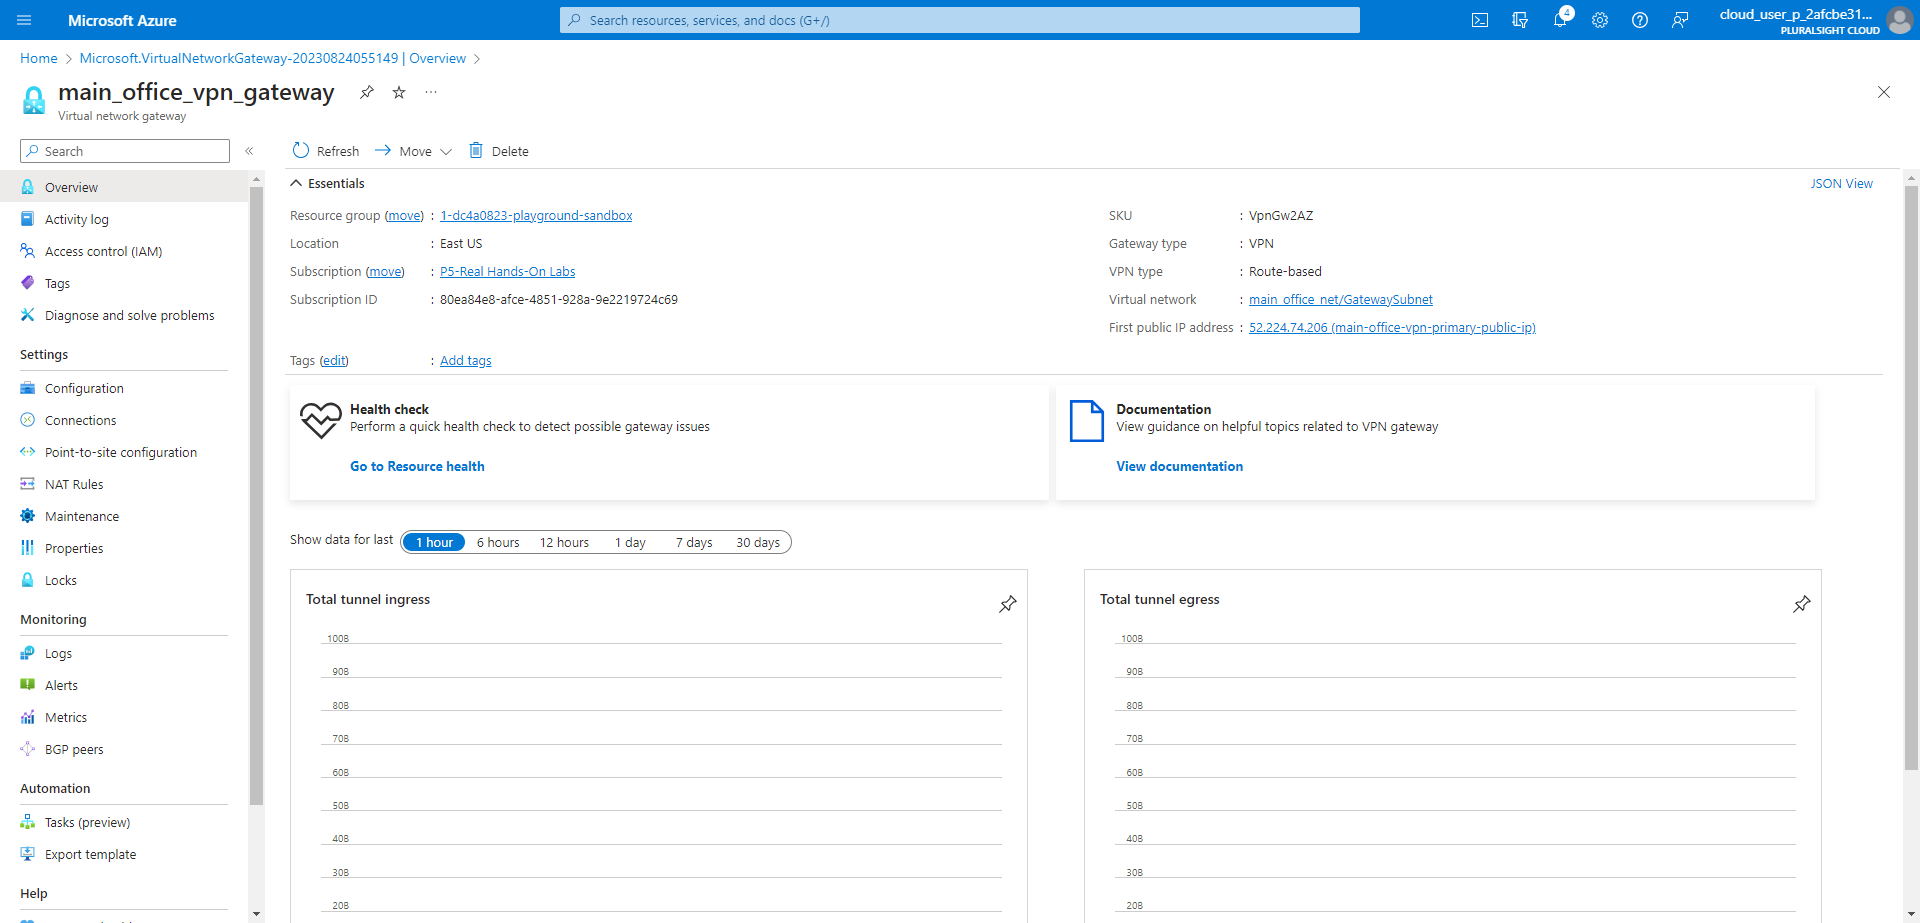 Microsoft Azure
Search resources, services, and docs (G+/)
4
cloud_user_p_2afcbe31...
PLURALSIGHT CLOUD
Home > Microsoft.VirtualNetworkGateway-20230824055149 | Overview >
main_office_vpn_gateway
Virtual network gateway
Search
Refresh
Move
Delete
Overview
Activity log
Access control (IAM)
Tags
Diagnose and solve problems
Settings
Configuration
Connections
Point-to-site configuration
NAT Rules
Maintenance
Properties
Locks
Monitoring
Logs
Alerts
Metrics
BGP peers
Automation
Tasks (preview)
Export template
Help
Essentials
JSON View
Resource group (move) : 1-dc4a0823-playground-sandbox
Location : East US
Subscription (move) : P5-Real Hands-On Labs
Subscription ID : 80ea84e8-afce-4851-928a-9e2219724c69
SKU : VpnGw2AZ
Gateway type : VPN
VPN type : Route-based
Virtual network : main_office_net/GatewaySubnet
First public IP address : 52.224.74.206 (main-office-vpn-primary-public-ip)
Tags (edit) : Add tags
Health check
Perform a quick health check to detect possible gateway issues
Go to Resource health
Documentation
View guidance on helpful topics related to VPN gateway
View documentation
Show data for last 1 hour 6 hours 12 hours 1 day 7 days 30 days
Total tunnel ingress
100B
90B
80B
70B
60B
50B
40B
30B
20B
Total tunnel egress
100B
90B
80B
70B
60B
50B
40B
30B
20B